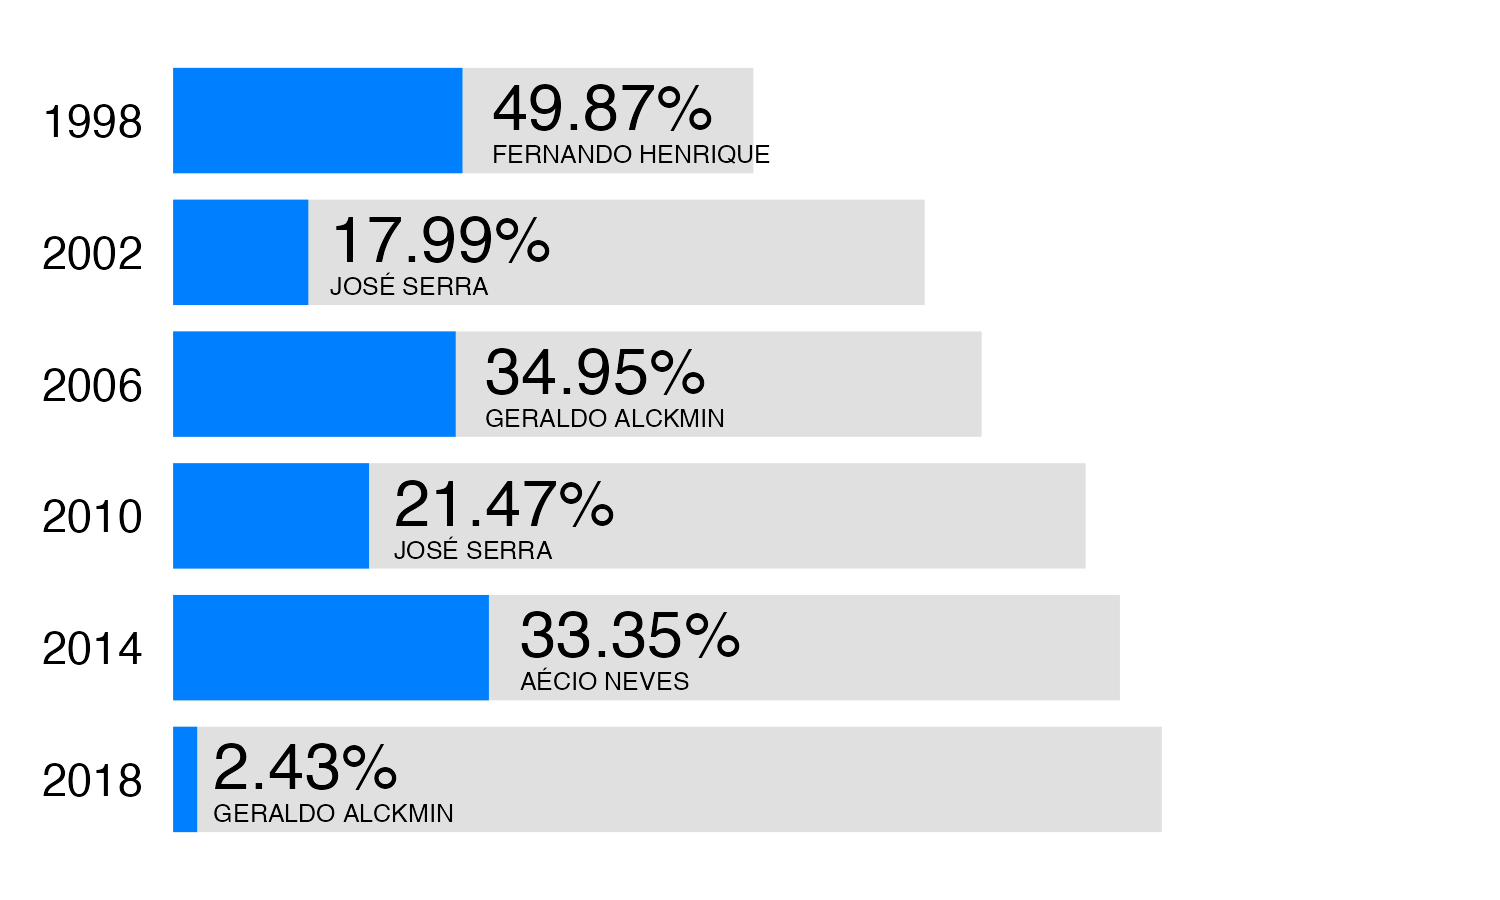 1998
49.87%
FERNANDO HENRIQUE
2002
17.99%
JOSÉ SERRA
2006
34.95%
GERALDO ALCKMIN
2010
21.47%
JOSÉ SERRA
2014
33.35%
AÉCIO NEVES
2018
2.43%
GERALDO ALCKMIN